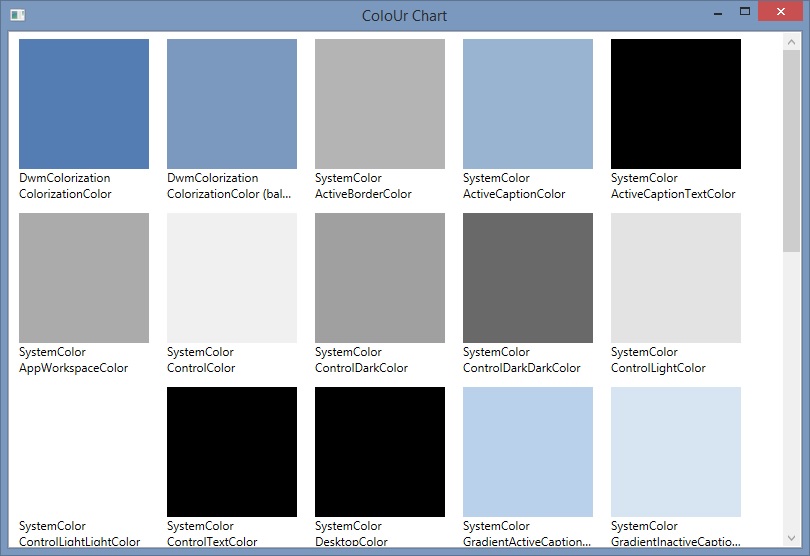 ColoUr Chart
DwmColorization
ColorizationColor
DwmColorization
ColorizationColor (bal...
SystemColor
ActiveBorderColor
SystemColor
ActiveCaptionColor
SystemColor
ActiveCaptionTextColor
SystemColor
AppWorkspaceColor
SystemColor
ControlColor
SystemColor
ControlDarkColor
SystemColor
ControlDarkDarkColor
SystemColor
ControlLightColor
SystemColor
ControlLightLightColor
SystemColor
ControlTextColor
SystemColor
DesktopColor
SystemColor
GradientActiveCaption...
SystemColor
GradientInactiveCaptio...